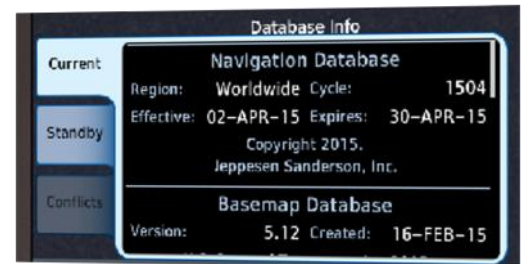 Database Info
Current
Navigation Database
Region: Worldwide Cycle: 1504
Effective: 02-APR-15 Expires: 30-APR-15
Standby
Copyright 2015.
Jeppesen Sanderson, Inc.
Conflicts
Basemap Database
Version: 5.12 Created: 16-FEB-15